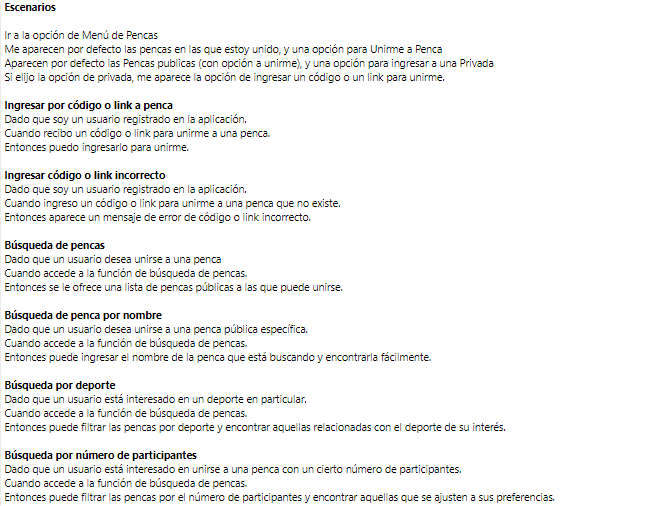 Escenarios
Ir a la opción de Menú de Pencas
Me aparecen por defecto las pencas en las que estoy unido, y una opción para Unirme a Penca
Aparecen por defecto las Pencas publicas (con opción a unirme), y una opción para ingresar a una Privada
Si elijo la opción de privada, me aparece la opción de ingresar un código o un link para unirme.
Ingresar por código o link a penca
Dado que soy un usuario registrado en la aplicación.
Cuando recibo un código o link para unirme a una penca.
Entonces puedo ingresarlo para unirme.
Ingresar código o link incorrecto
Dado que soy un usuario registrado en la aplicación.
Cuando ingreso un código o link para unirme a una penca que no existe.
Entonces aparece un mensaje de error de código o link incorrecto.
Búsqueda de pencas
Dado que un usuario desea unirse a una penca
Cuando accede a la función de búsqueda de pencas.
Entonces se le ofrece una lista de pencas públicas a las que puede unirse.
Búsqueda de penca por nombre
Dado que un usuario desea unirse a una penca pública específica.
Cuando accede a la función de búsqueda de pencas.
Entonces puede ingresar el nombre de la penca que está buscando y encontrarla fácilmente.
Búsqueda por deporte
Dado que un usuario está interesado en un deporte en particular.
Cuando accede a la función de búsqueda de pencas.
Entonces puede filtrar las pencas por deporte y encontrar aquellas relacionadas con el deporte de su interés.
Búsqueda por número de participantes
Dado que un usuario está interesado en unirse a una penca con un cierto número de participantes.
Cuando accede a la función de búsqueda de pencas.
Entonces puede filtrar las pencas por el número de participantes y encontrar aquellas que se ajusten a sus preferencias.